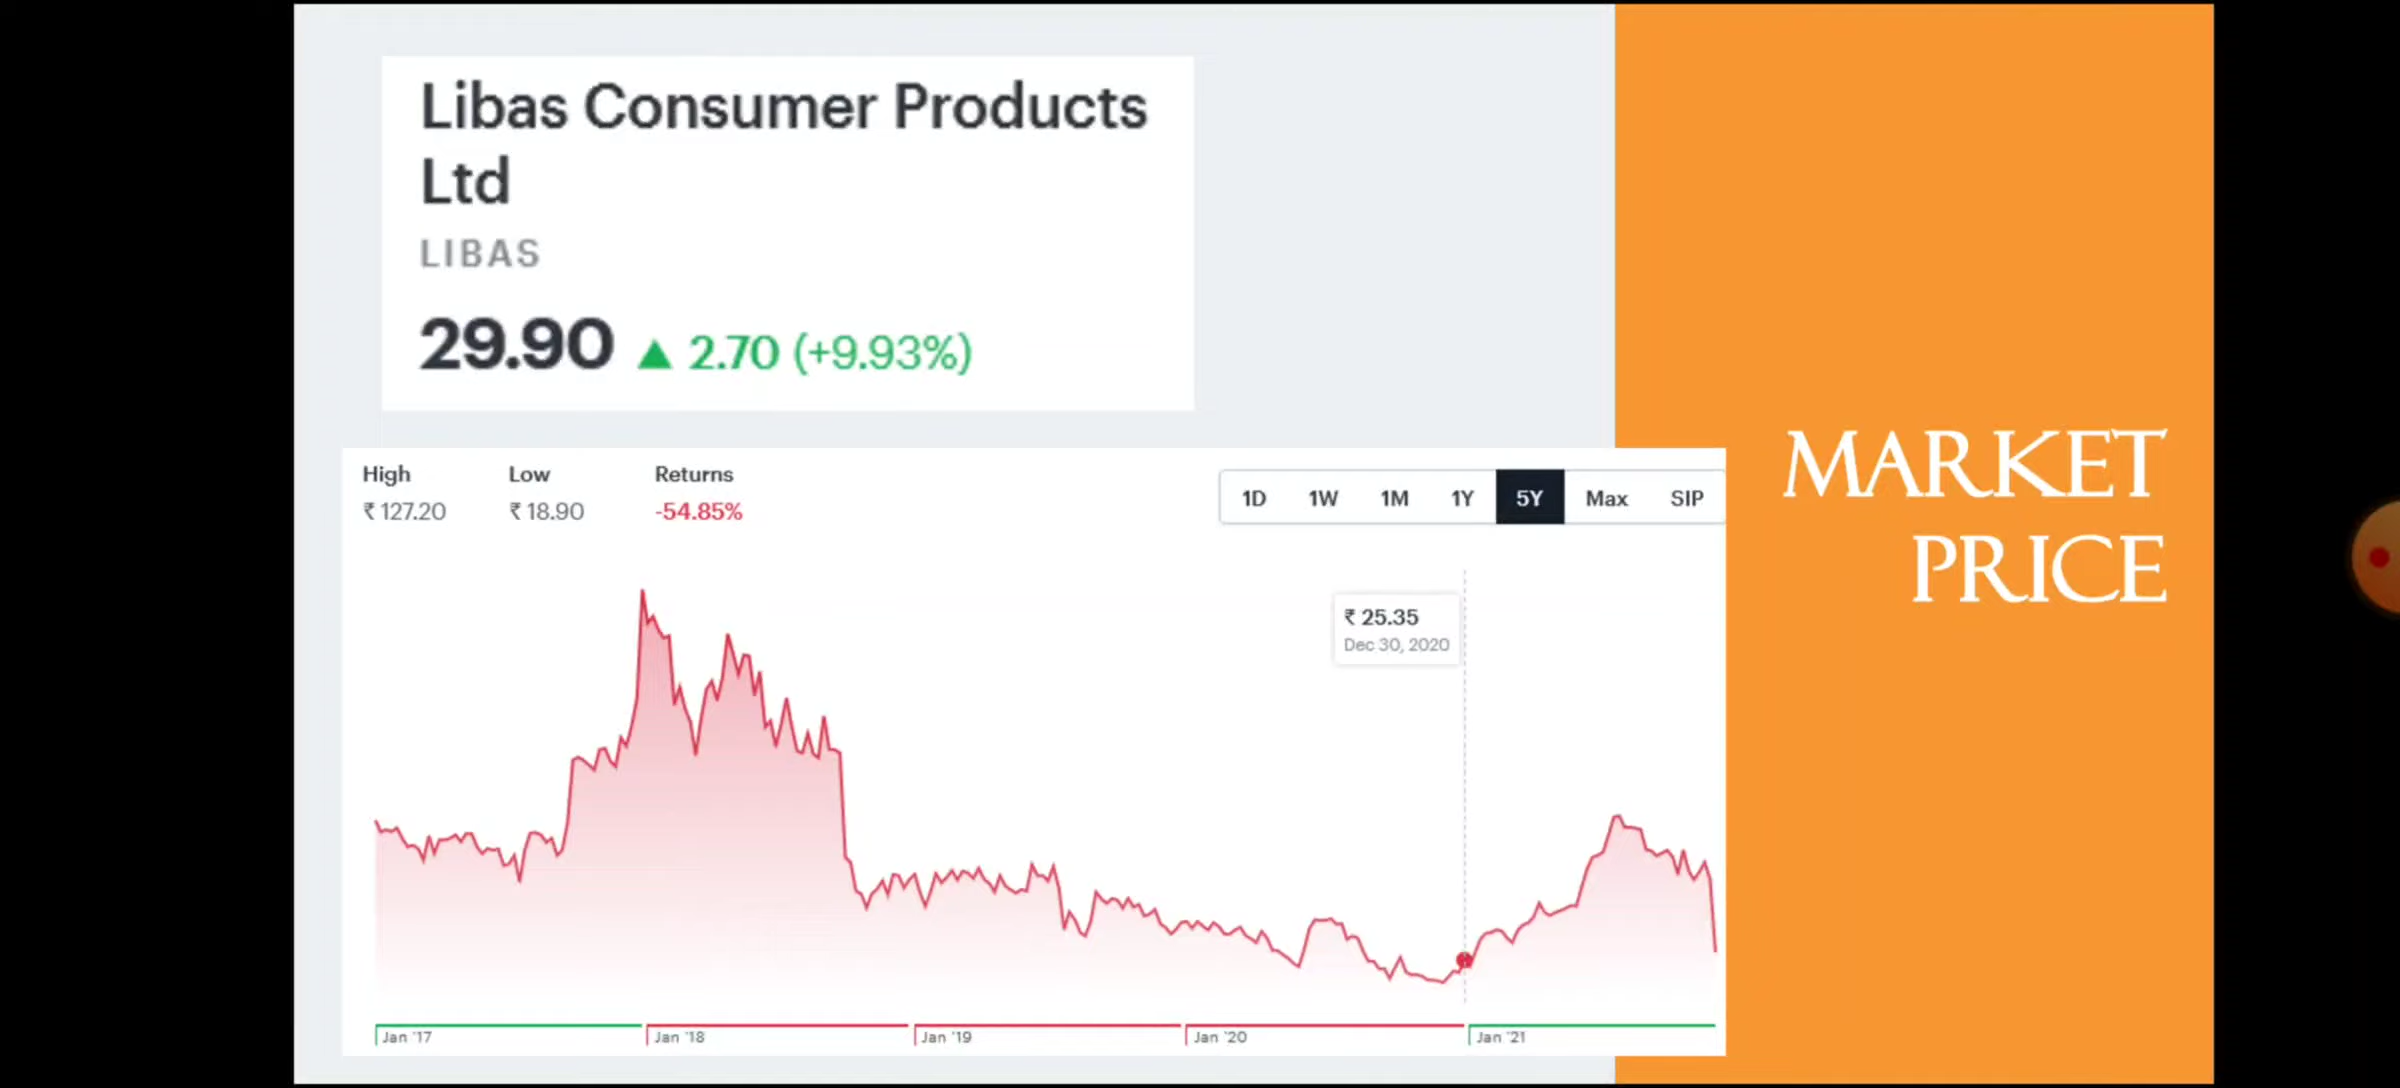 Libas Consumer Products
Ltd
LIBAS
29.90 ▲ 2.70 (+9.93%)
High Low Returns
₹ 127.20 ₹ 18.90 -54.85%
1D 1W 1M 1Y 5Y Max SIP
₹ 25.35
Dec 30, 2020
Jan '17 Jan '18 Jan '19 Jan '20 Jan '21
MARKET
PRICE